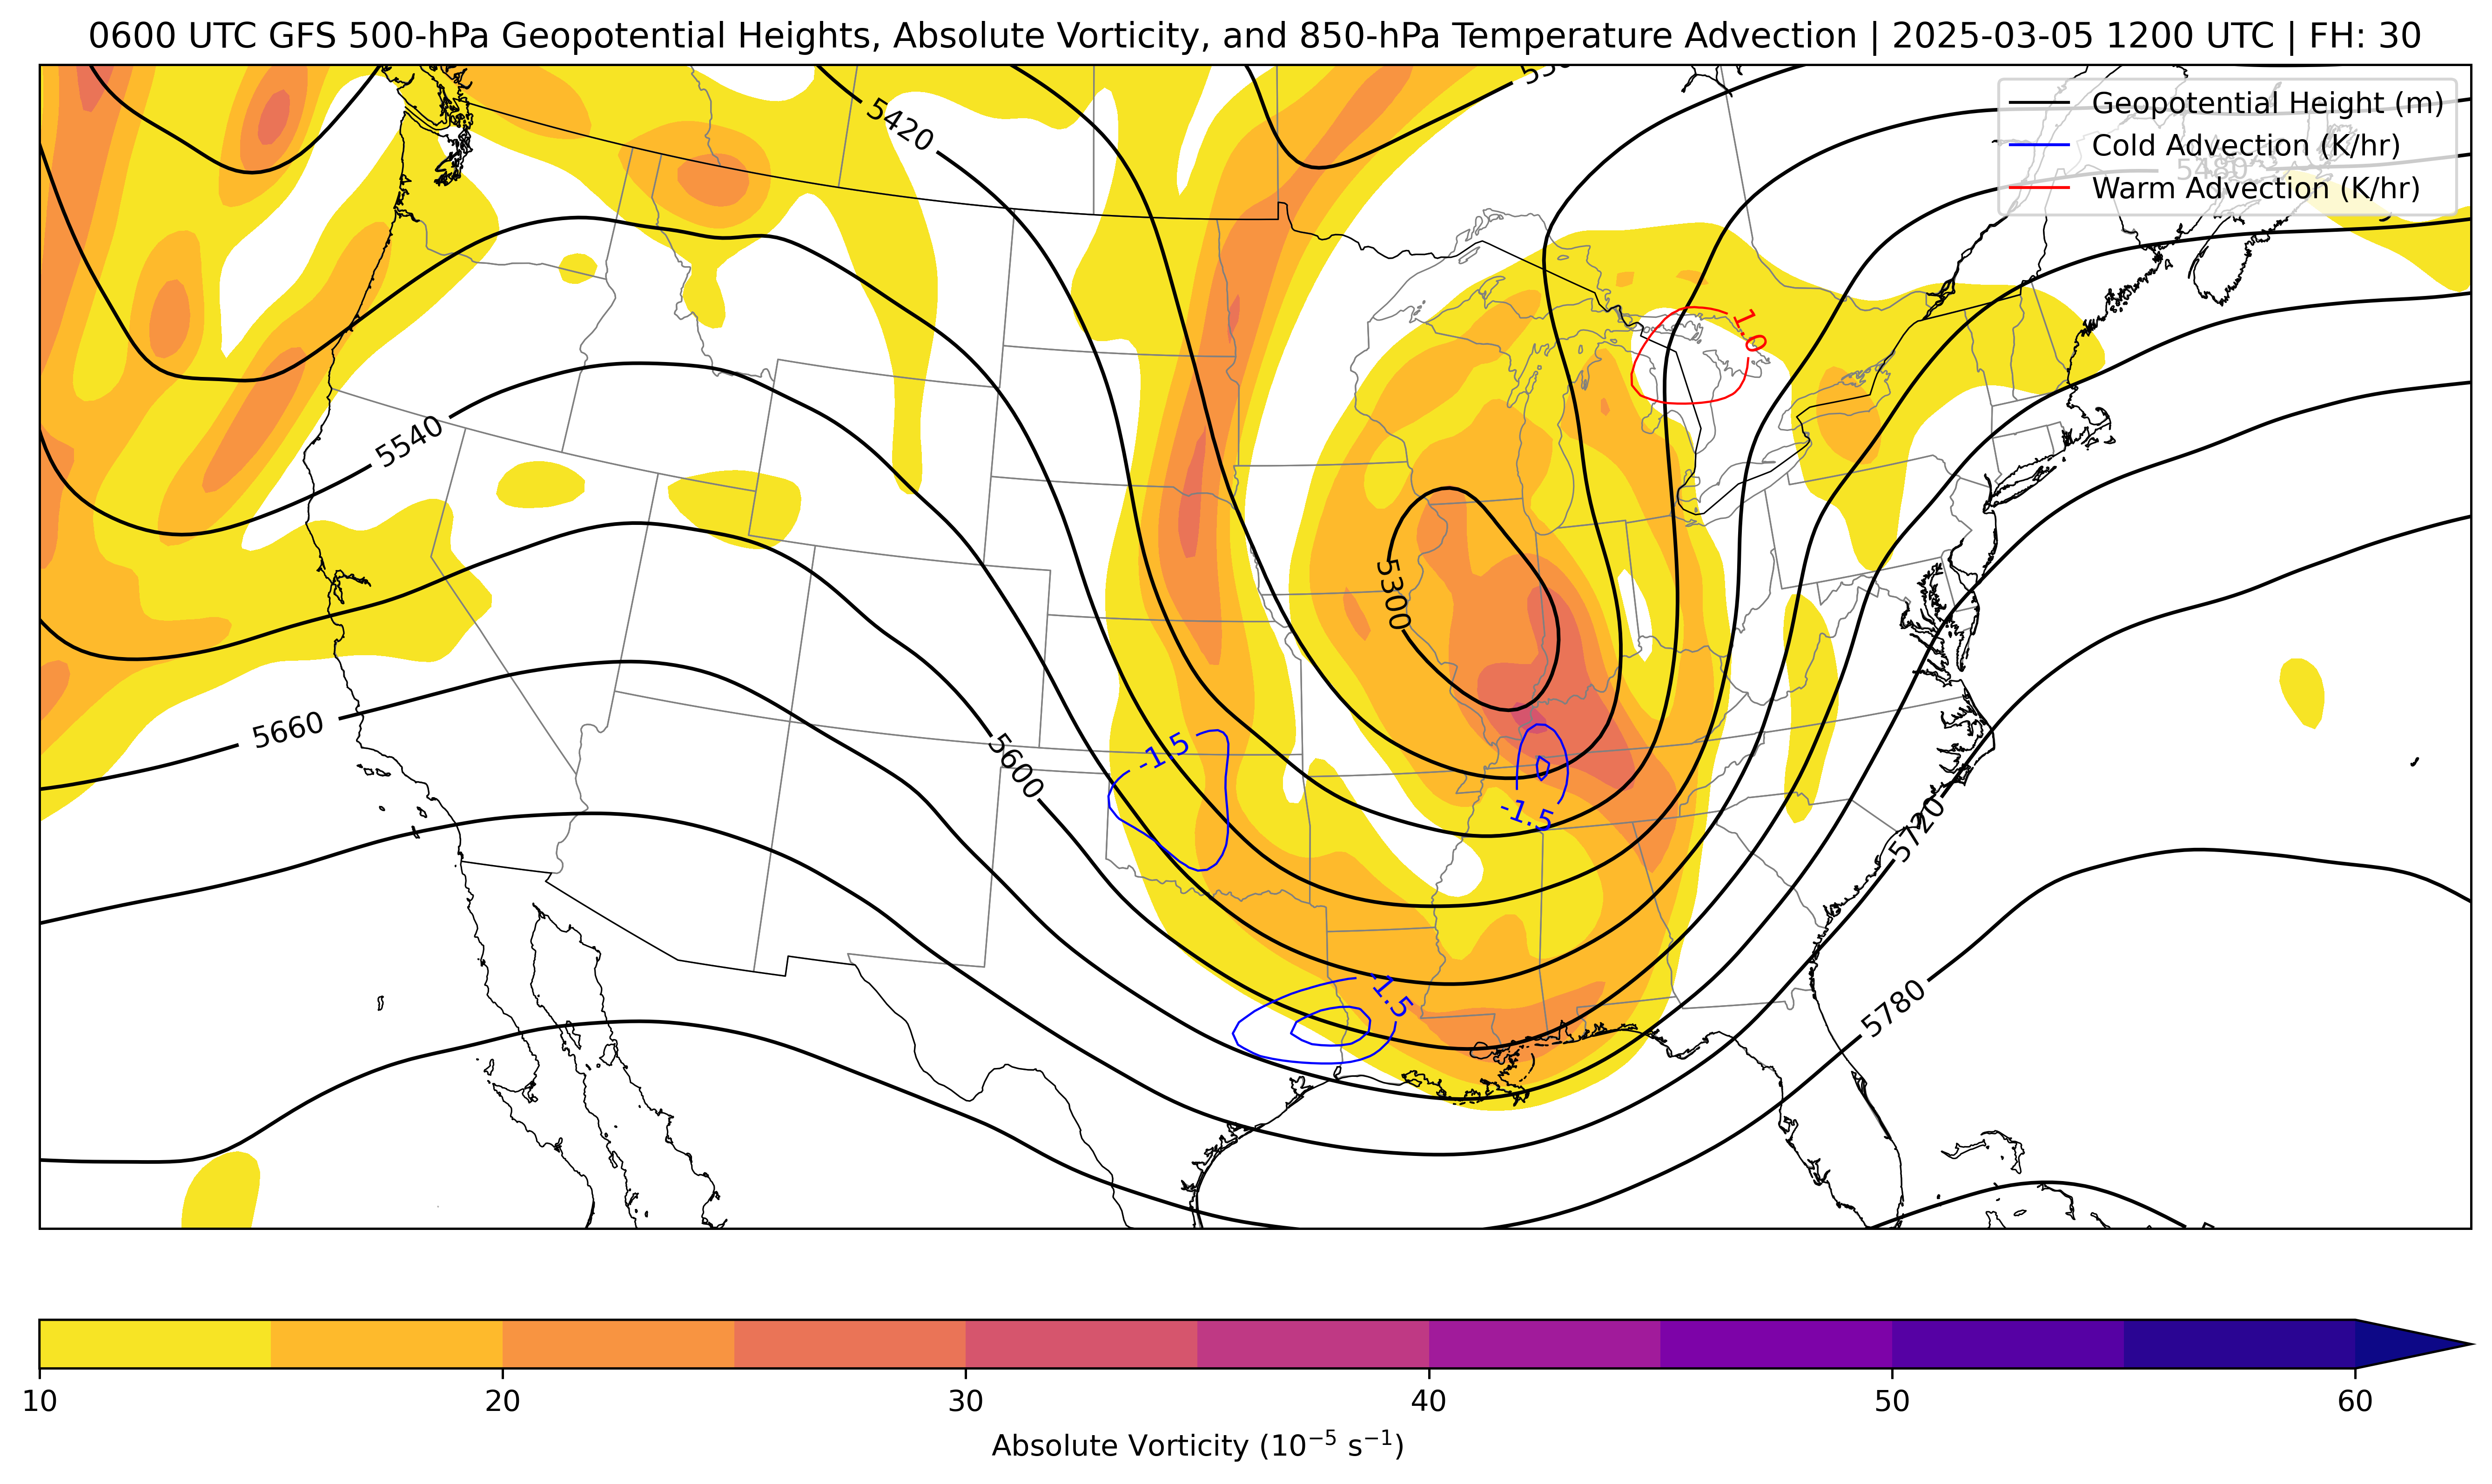 0600 UTC GFS 500-hPa Geopotential Heights, Absolute Vorticity, and 850-hPa Temperature Advection | 2025-03-05 1200 UTC | FH: 30
Geopotential Height (m)
Cold Advection (K/hr)
Warm Advection (K/hr)
5420
5480
1.0
5540
5300
5660
-1.5
5600
-1.5
5720
-1.5
5780
10 20 30 40 50 60
Absolute Vorticity (10⁻⁵ s⁻¹)